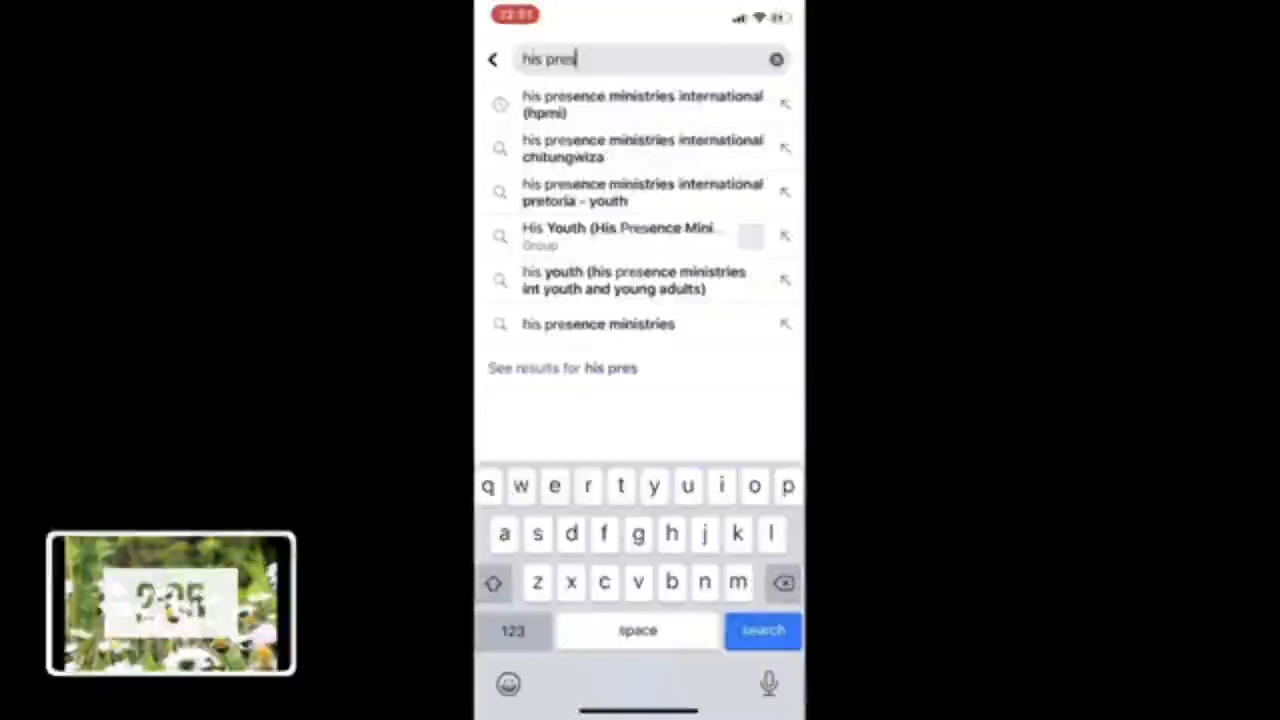 his pres
his presence ministries international
(hpmi)
his presence ministries international
chitungwiza
his presence ministries international
pretoria - youth
His Youth (His Presence Mini...
Group
his youth (his presence ministries
int youth and young adults)
his presence ministries
See results for his pres
q w e r t y u i o p
a s d f g h j k l
z x c v b n m
123 space search